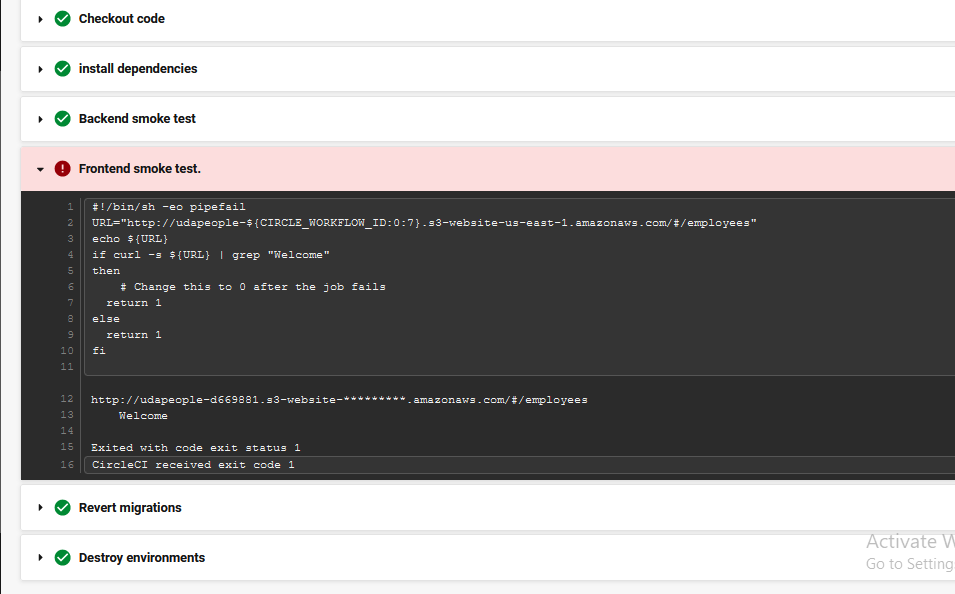 Checkout code
install dependencies
Backend smoke test
Frontend smoke test.
1 #!/bin/sh -eo pipefail
2 URL="http://udapeople-${CIRCLE_WORKFLOW_ID:0:7}.s3-website-us-east-1.amazonaws.com/#/employees"
3 echo ${URL}
4 if curl -s ${URL} | grep "Welcome"
5 then
6 # Change this to 0 after the job fails
7 return 1
8 else
9 return 1
10 fi
11
12 http://udapeople-d669881.s3-website-*********.amazonaws.com/#/employees
13 Welcome
14
15 Exited with code exit status 1
16 CircleCI received exit code 1
Revert migrations
Activate W
Destroy environments
Go to Setting